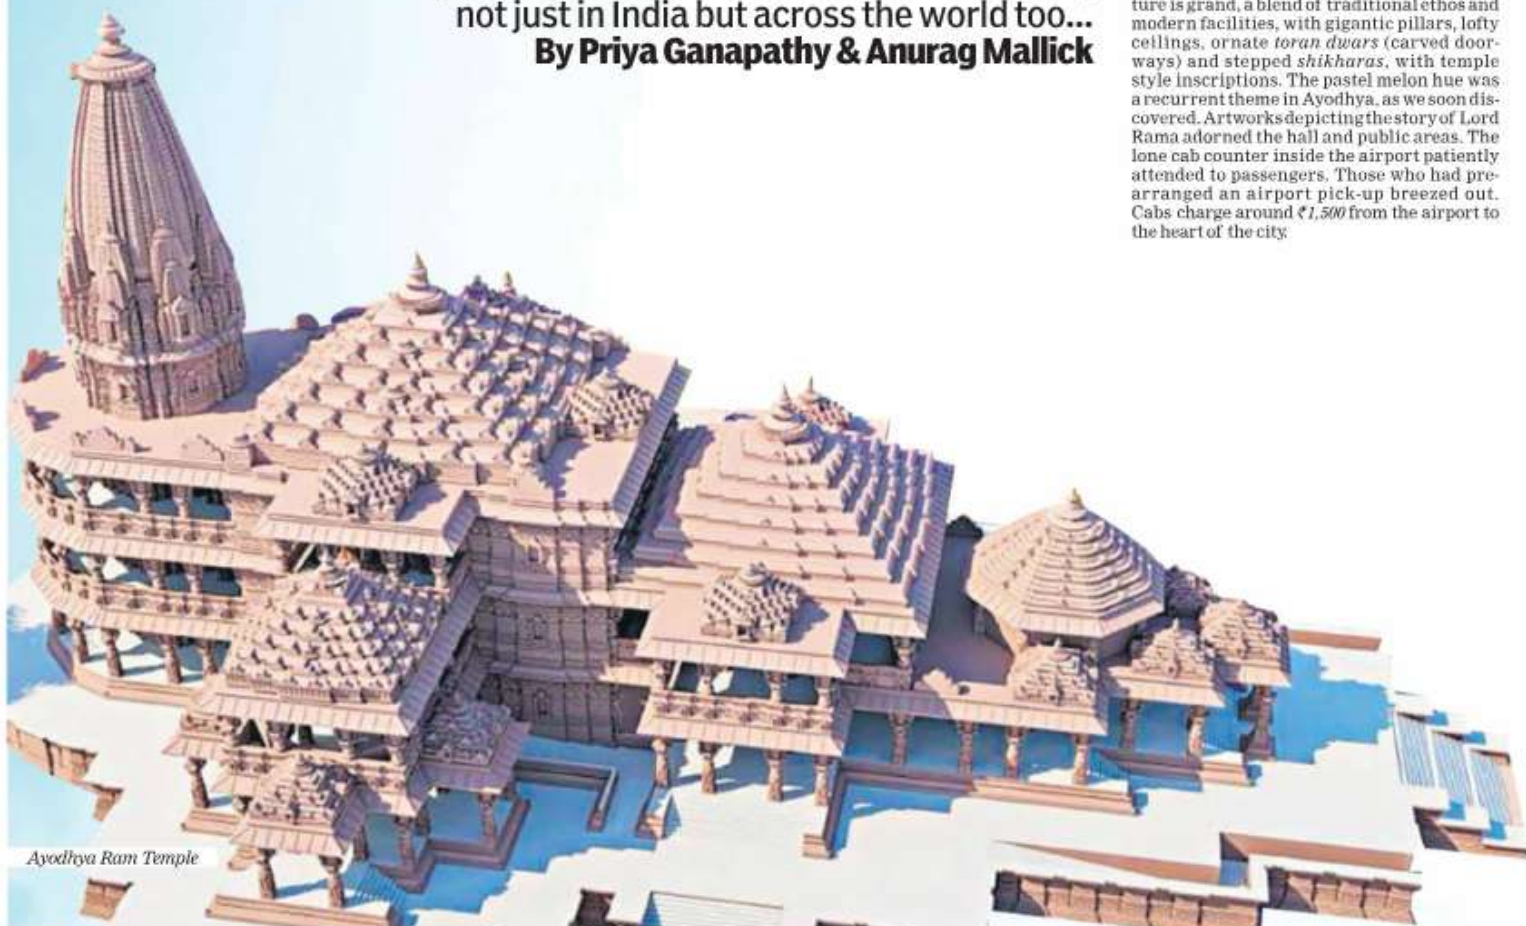 not just in India but across the world too...
By Priya Ganapathy & Anurag Mallick
ture is grand, a blend of traditional ethos and
modern facilities, with gigantic pillars, lofty
ceilings, ornate toran dwars (carved door-
ways) and stepped shikharas, with temple
style inscriptions. The pastel melon hue was
a recurrent theme in Ayodhya, as we soon dis-
covered. Artworks depicting the story of Lord
Rama adorned the hall and public areas. The
lone cab counter inside the airport patiently
attended to passengers. Those who had pre-
arranged an airport pick-up breezed out.
Cabs charge around ₹1,500 from the airport to
the heart of the city.
Ayodhya Ram Temple